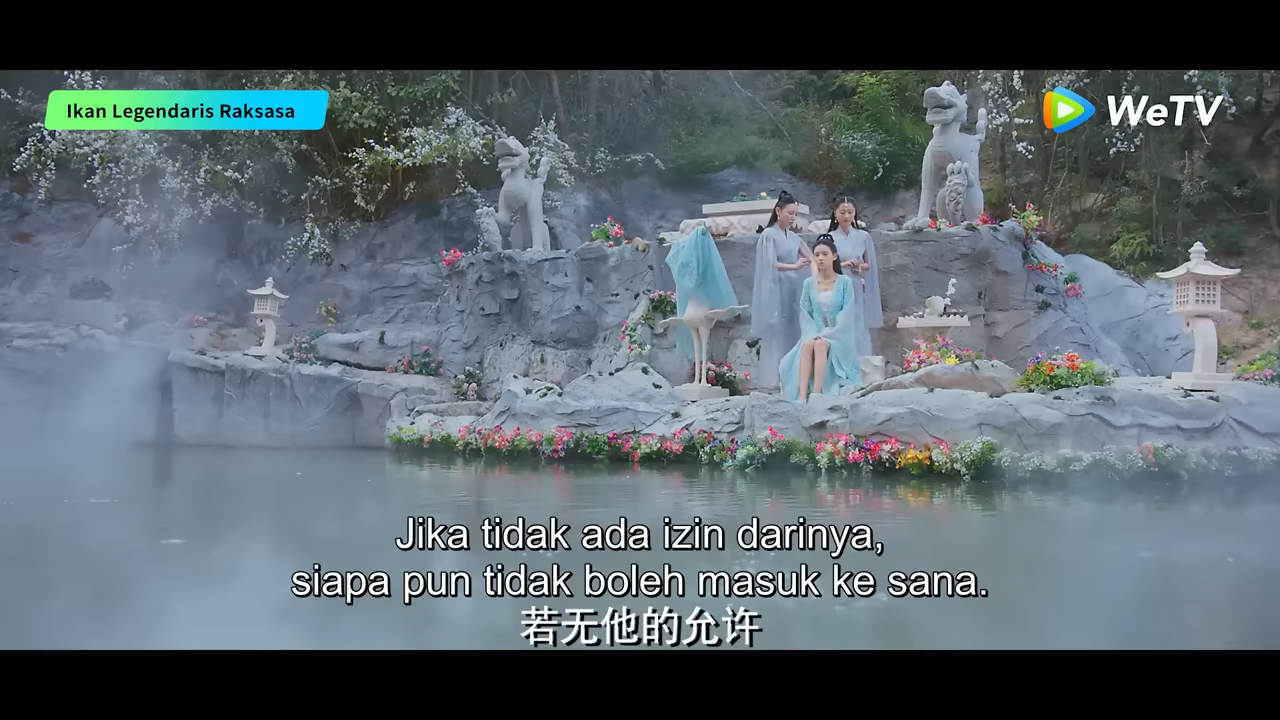 Ikan Legendaris Raksasa
WeTV
Jika tidak ada izin darinya,
siapa pun tidak boleh masuk ke sana.
若无他的允许